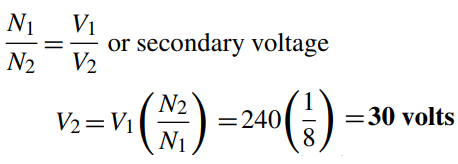 N₁/N₂ = V₁/V₂ or secondary voltage
V₂ = V₁(N₂/N₁) = 240(1/8) = 30 volts